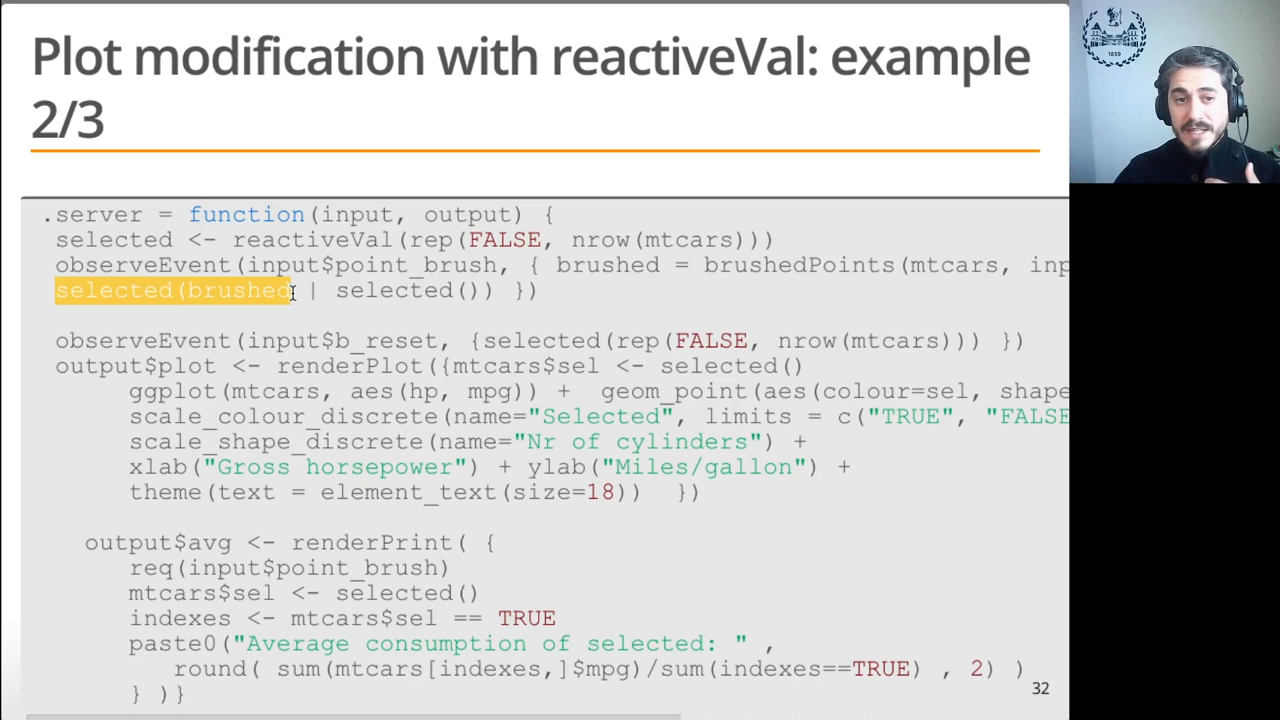 Plot modification with reactiveVal: example
2/3
.server = function(input, output) {
selected <- reactiveVal(rep(FALSE, nrow(mtcars)))
observeEvent(input$point_brush, { brushed = brushedPoints(mtcars, inp
selected(brushed | selected()) })
observeEvent(input$b_reset, {selected(rep(FALSE, nrow(mtcars))) })
output$plot <- renderPlot({mtcars$sel <- selected()
ggplot(mtcars, aes(hp, mpg)) + geom_point(aes(colour=sel, shape
scale_colour_discrete(name="Selected", limits = c("TRUE", "FALSE
scale_shape_discrete(name="Nr of cylinders") +
xlab("Gross horsepower") + ylab("Miles/gallon") +
theme(text = element_text(size=18)) })
output$avg <- renderPrint( {
req(input$point_brush)
mtcars$sel <- selected()
indexes <- mtcars$sel == TRUE
paste0("Average consumption of selected: " ,
round( sum(mtcars[indexes,]$mpg)/sum(indexes==TRUE) , 2) )
} )}
32
1859